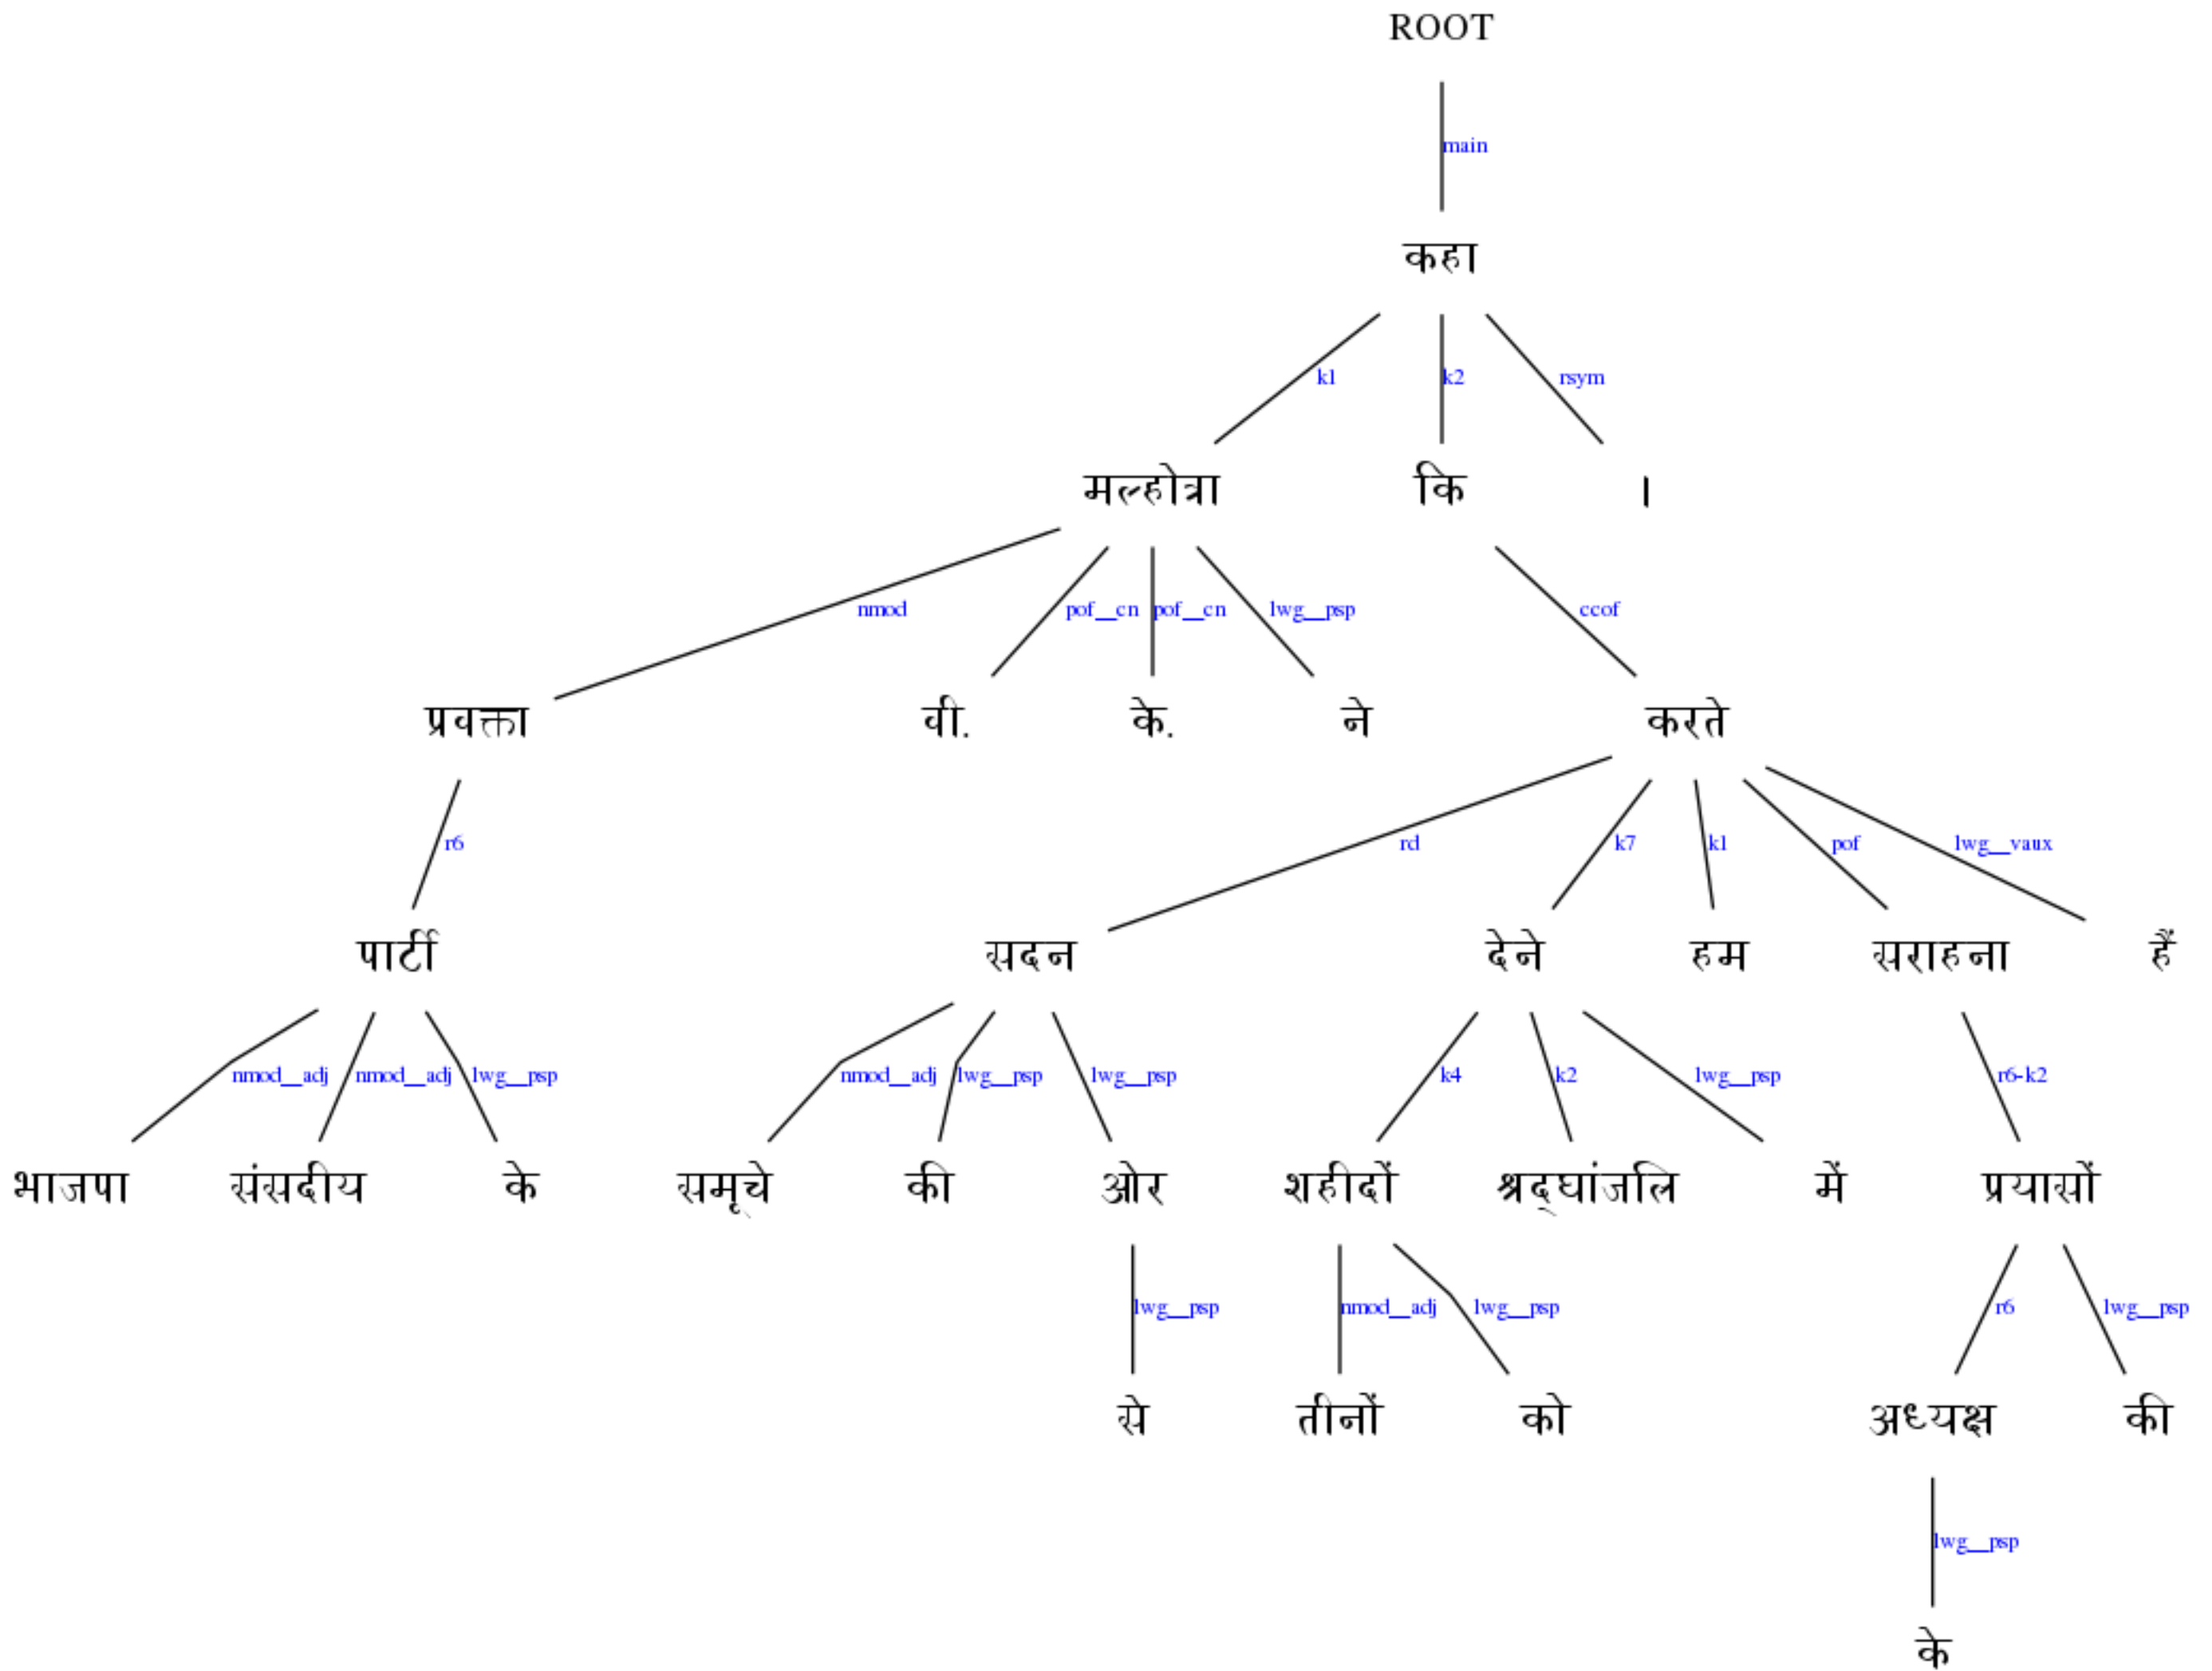 ROOT
main
कहा
k1 k2 rsym
मल्होत्रा कि ।
nmod pof__cn pof__cn lwg__psp ccof
प्रवक्ता वी. के. ने करते
r6 rd k7 k1 pof lwg__vaux
पार्टी सदन देने हम सराहना हैं
nmod__adj nmod__adj lwg__psp nmod__adj lwg__psp lwg__psp k4 k2 lwg__psp r6-k2
भाजपा संसदीय के समूचे की ओर शहीदों श्रद्घांजलि में प्रयासों
lwg__psp nmod__adj lwg__psp r6 lwg__psp
से तीनों को अध्यक्ष की
lwg__psp
के